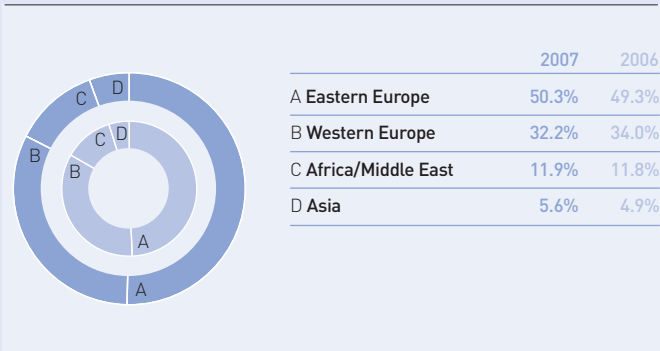 D
C
B
D
C
B
A
A
2007 2006
A Eastern Europe 50.3% 49.3%
B Western Europe 32.2% 34.0%
C Africa/Middle East 11.9% 11.8%
D Asia 5.6% 4.9%